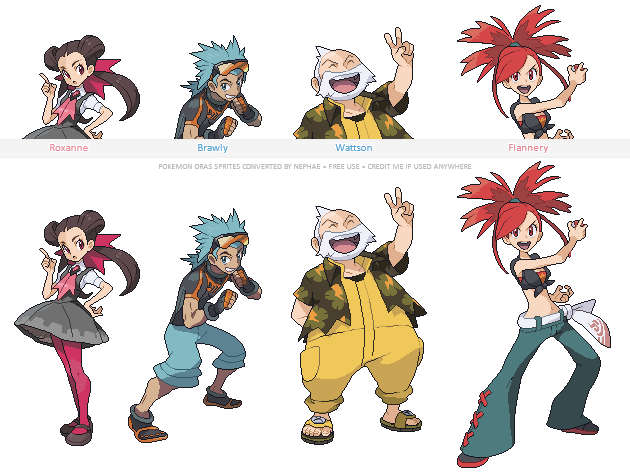 Roxanne Brawly Wattson Flannery
POKEMON ORAS SPRITES CONVERTED BY NEPHAE • FREE USE • CREDIT ME IF USED ANYWHERE